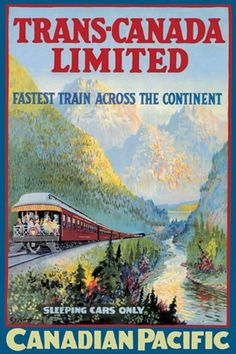 TRANS-CANADA
LIMITED
FASTEST TRAIN ACROSS THE CONTINENT
SLEEPING CARS ONLY
CANADIAN PACIFIC